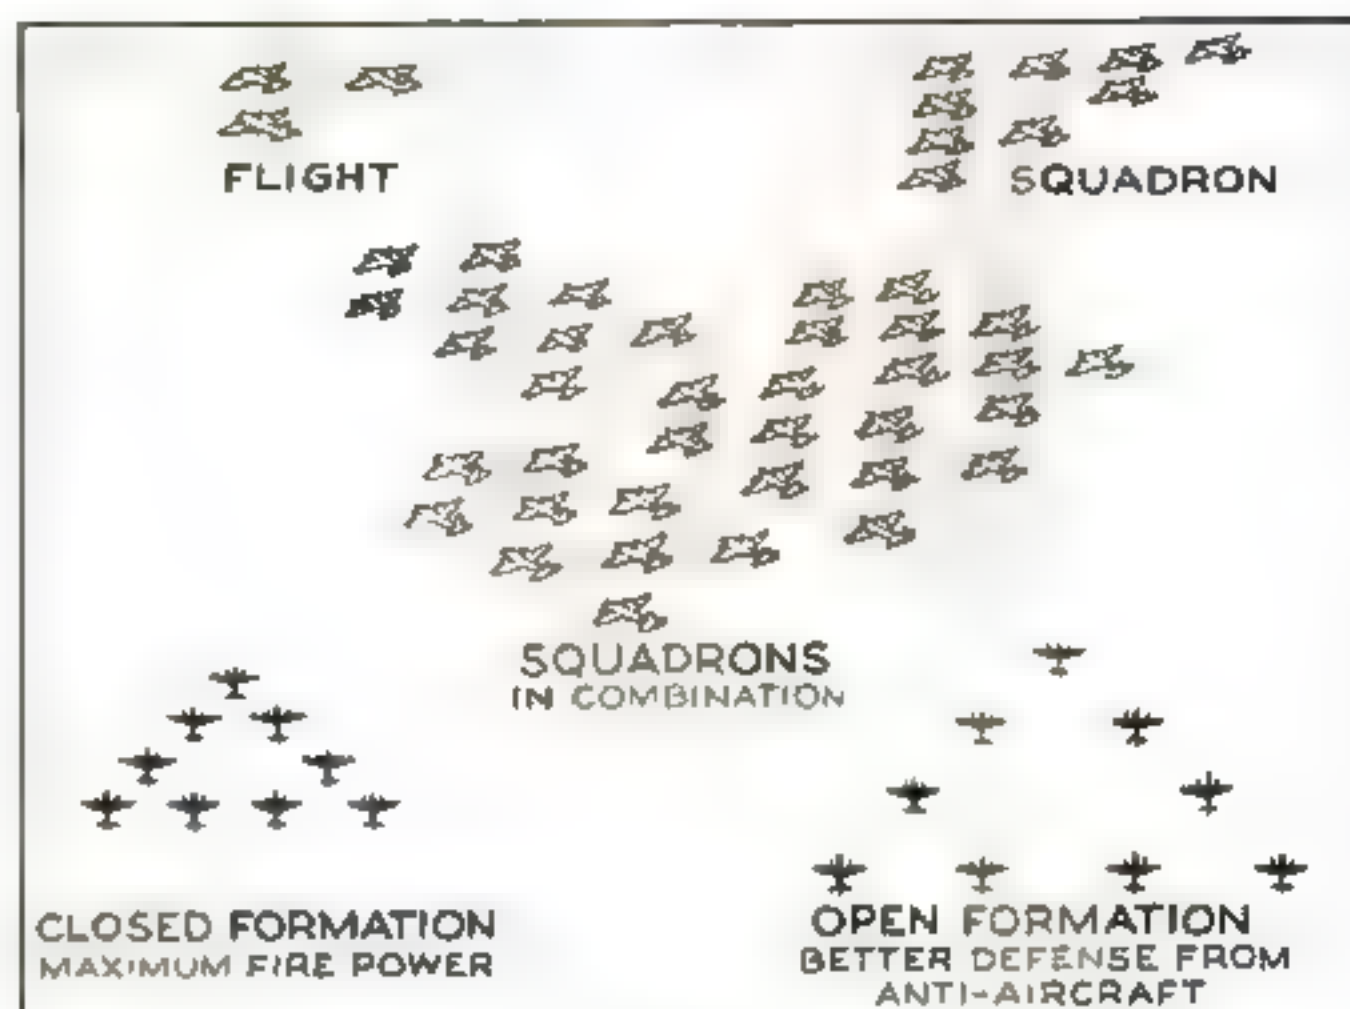 FLIGHT
SQUADRON
SQUADRONS
IN COMBINATION
CLOSED FORMATION
MAXIMUM FIRE POWER
OPEN FORMATION
BETTER DEFENSE FROM
ANTI-AIRCRAFT